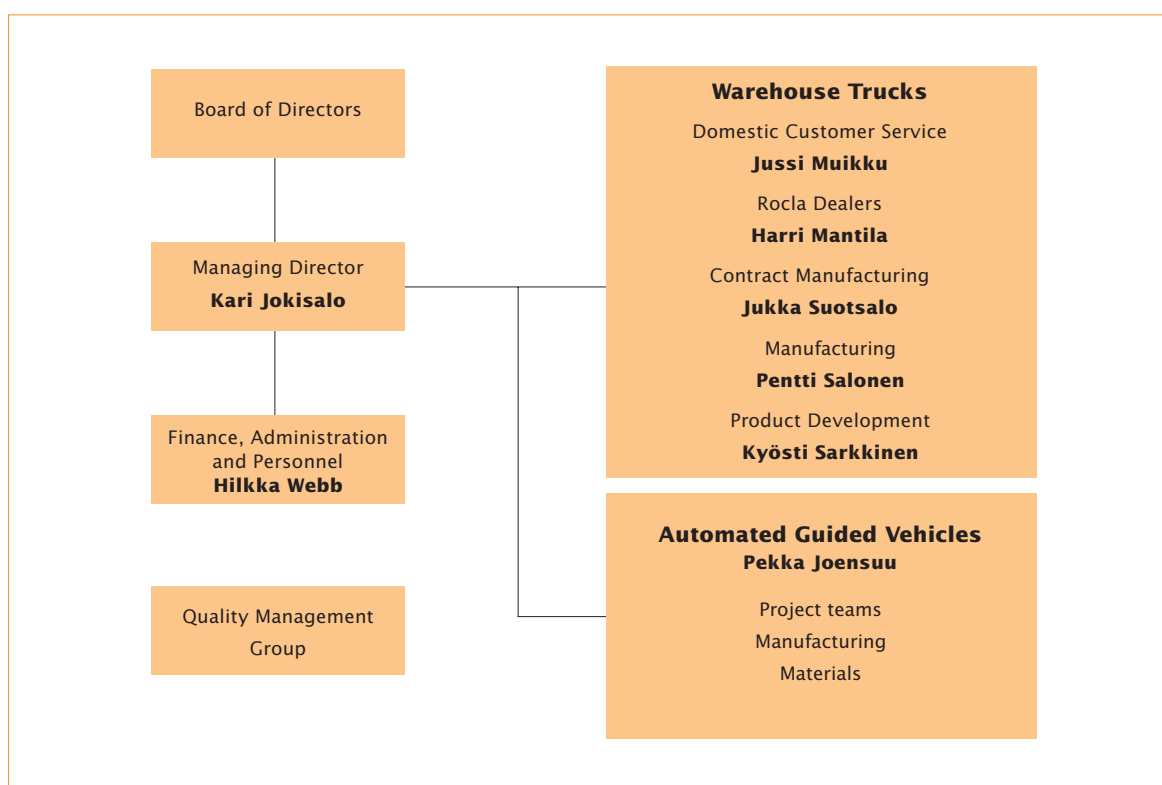 Board of Directors
Managing Director
Kari Jokisalo
Finance, Administration
and Personnel
Hilkka Webb
Quality Management
Group
Warehouse Trucks
Domestic Customer Service
Jussi Muikku
Rocla Dealers
Harri Mantila
Contract Manufacturing
Jukka Suotsalo
Manufacturing
Pentti Salonen
Product Development
Kyösti Sarkkinen
Automated Guided Vehicles
Pekka Joensuu
Project teams
Manufacturing
Materials